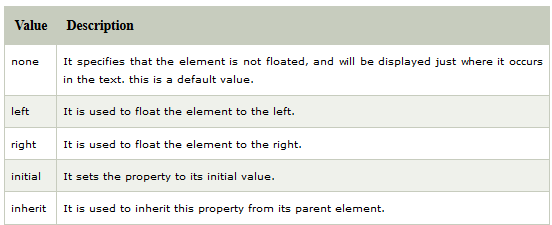 Value Description
none It specifies that the element is not floated, and will be displayed just where it occurs
in the text. this is a default value.
left It is used to float the element to the left.
right It is used to float the element to the right.
initial It sets the property to its initial value.
inherit It is used to inherit this property from its parent element.